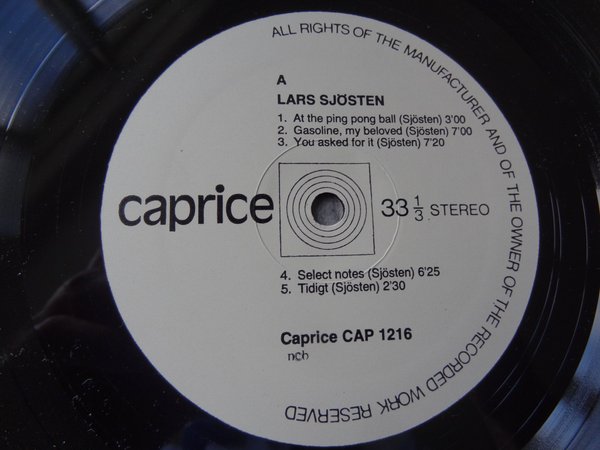 ALL RIGHTS OF THE MANUFACTURER AND OF THE OWNER OF THE RECORDED WORK RESERVED
A
LARS SJÖSTEN
1. At the ping pong ball (Sjösten) 3'00
2. Gasoline, my beloved (Sjösten) 7'00
3. You asked for it (Sjösten) 7'20
caprice
33 1/3 STEREO
4. Select notes (Sjösten) 6'25
5. Tidigt (Sjösten) 2'30
Caprice CAP 1216
ncb